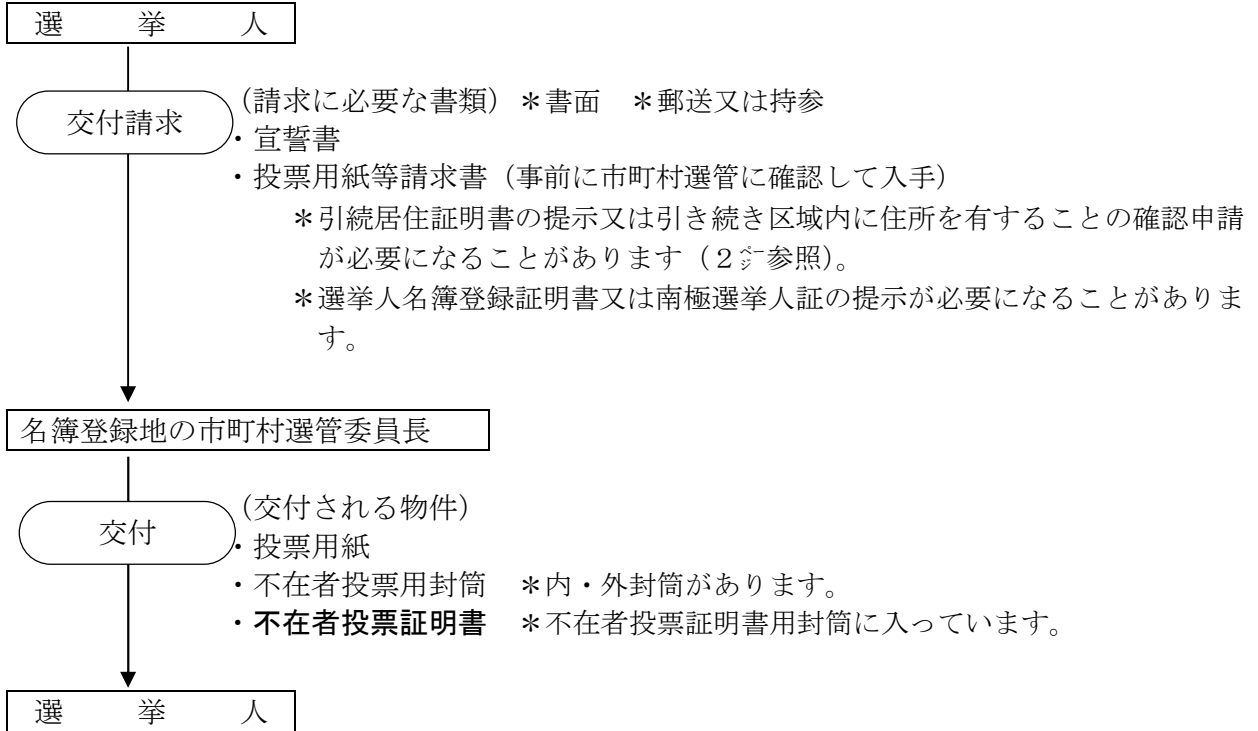 選　挙　人
交付請求
（請求に必要な書類）＊書面　＊郵送又は持参
・宣誓書
・投票用紙等請求書（事前に市町村選管に確認して入手）
＊引続居住証明書の提示又は引き続き区域内に住所を有することの確認申請
が必要になることがあります（２㌻参照）。
＊選挙人名簿登録証明書又は南極選挙人証の提示が必要になることがありま
す。
名簿登録地の市町村選管委員長
交付
（交付される物件）
・投票用紙
・不在者投票用封筒　＊内・外封筒があります。
・不在者投票証明書　＊不在者投票証明書用封筒に入っています。
選　挙　人